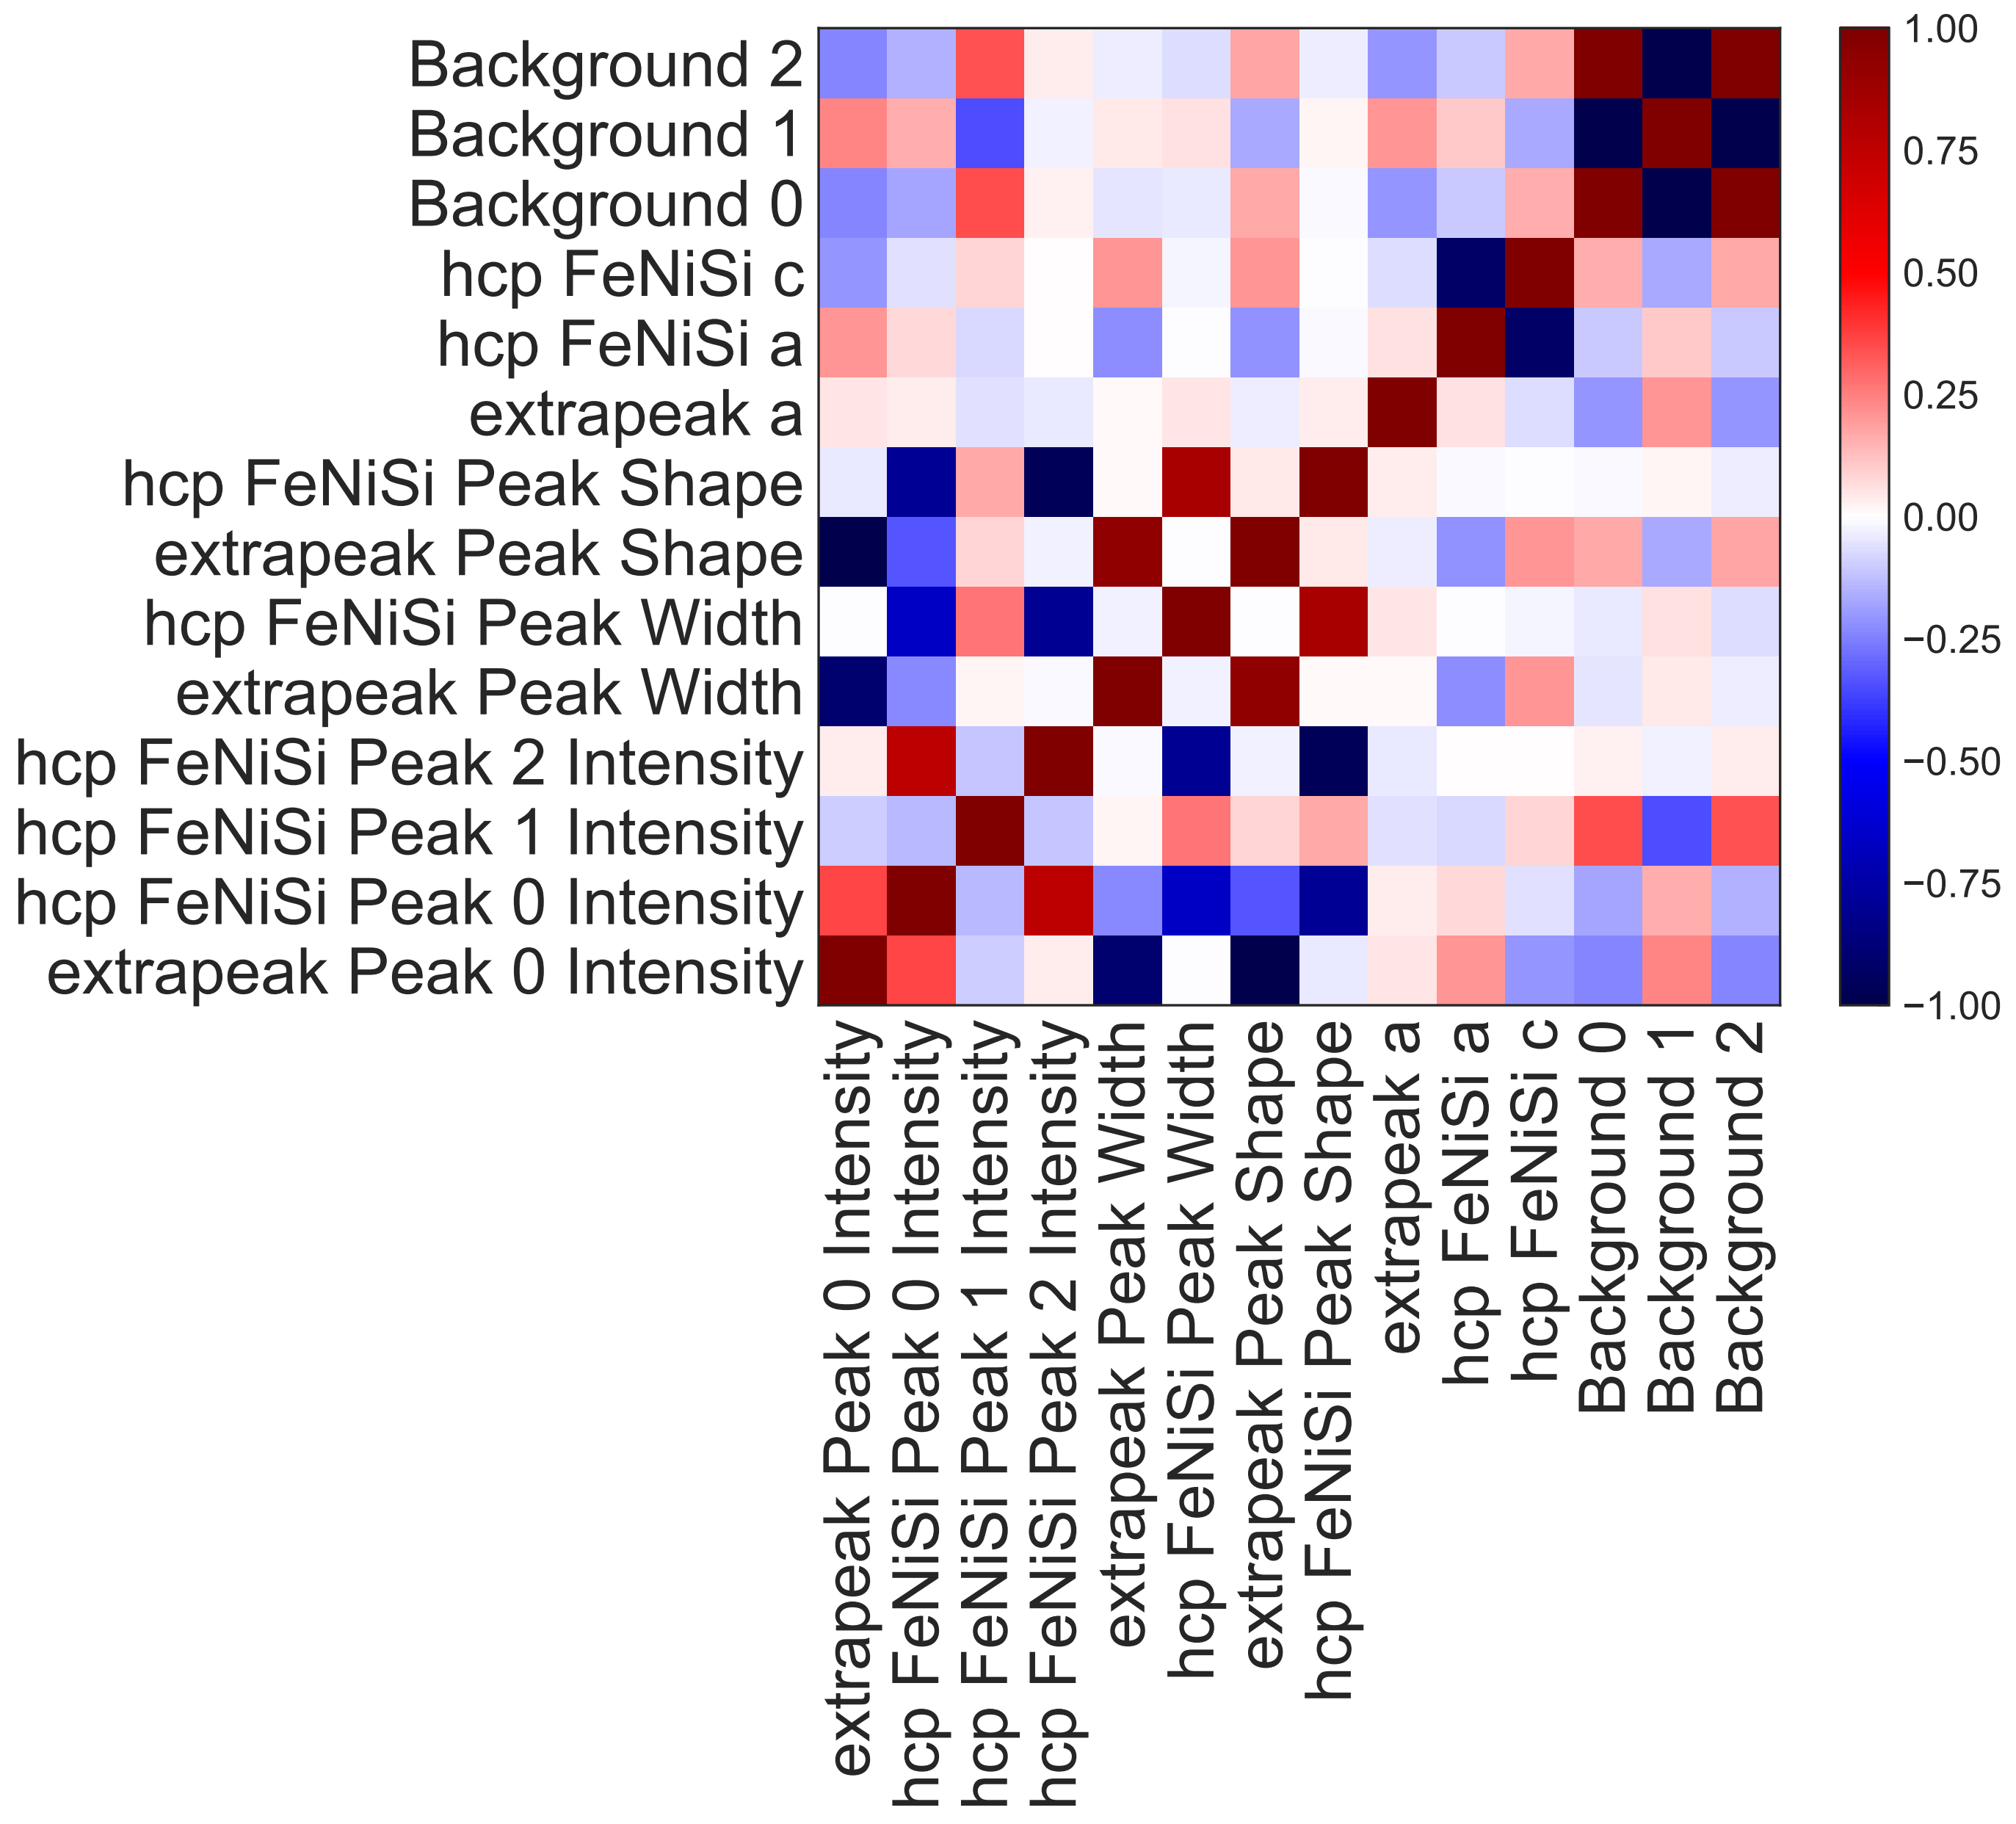 Background 2
Background 1
Background 0
hcp FeNiSi c
hcp FeNiSi a
extrapeak a
hcp FeNiSi Peak Shape
extrapeak Peak Shape
hcp FeNiSi Peak Width
extrapeak Peak Width
hcp FeNiSi Peak 2 Intensity
hcp FeNiSi Peak 1 Intensity
hcp FeNiSi Peak 0 Intensity
extrapeak Peak 0 Intensity
extrapeak Peak 0 Intensity
hcp FeNiSi Peak 0 Intensity
hcp FeNiSi Peak 1 Intensity
hcp FeNiSi Peak 2 Intensity
extrapeak Peak Width
hcp FeNiSi Peak Width
extrapeak Peak Shape
hcp FeNiSi Peak Shape
extrapeak a
hcp FeNiSi a
hcp FeNiSi c
Background 0
Background 1
Background 2
1.00
0.75
0.50
0.25
0.00
−0.25
−0.50
−0.75
−1.00